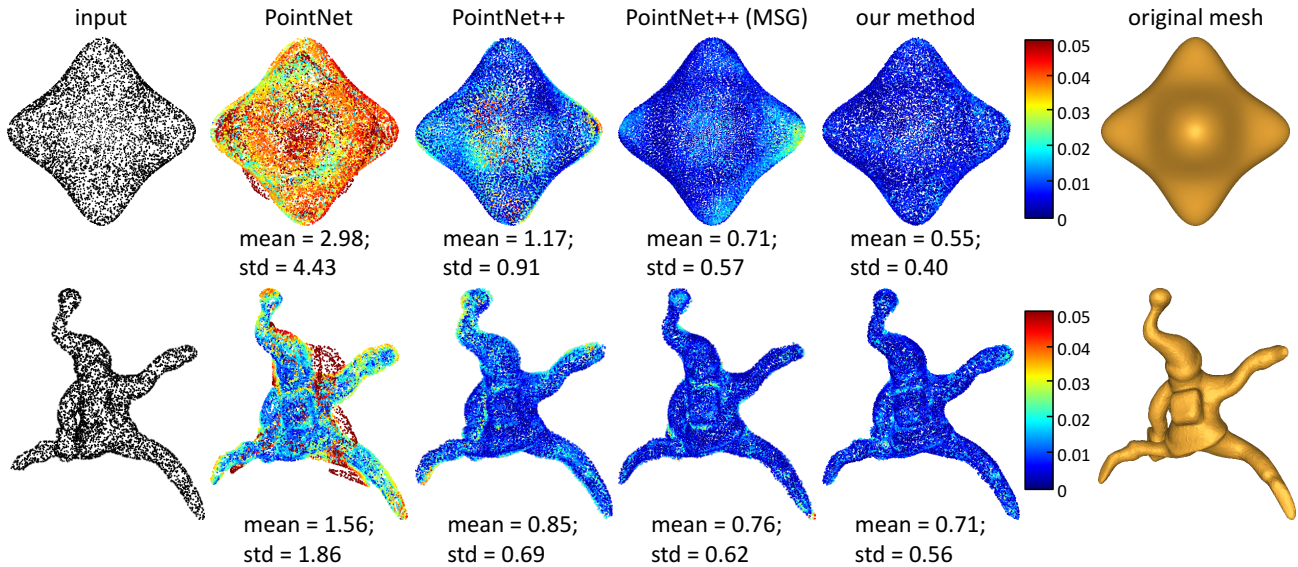 input PointNet PointNet++ PointNet++ (MSG) our method original mesh
0.05
0.04
0.03
0.02
0.01
0
mean = 2.98; mean = 1.17; mean = 0.71; mean = 0.55;
std = 4.43 std = 0.91 std = 0.57 std = 0.40
0.05
0.04
0.03
0.02
0.01
0
mean = 1.56; mean = 0.85; mean = 0.76; mean = 0.71;
std = 1.86 std = 0.69 std = 0.62 std = 0.56